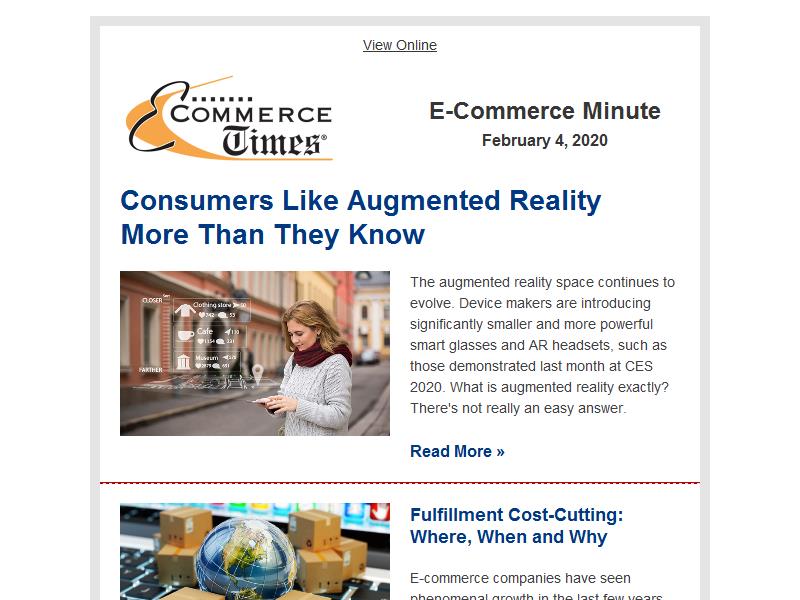 View Online
ECOMMERCE
Times®
E-Commerce Minute
February 4, 2020
Consumers Like Augmented Reality
More Than They Know
CLOSER
Clothing store
Cafe
Museum
FARTHER
The augmented reality space continues to
evolve. Device makers are introducing
significantly smaller and more powerful
smart glasses and AR headsets, such as
those demonstrated last month at CES
2020. What is augmented reality exactly?
There's not really an easy answer.
Read More »
Fulfillment Cost-Cutting:
Where, When and Why
E-commerce companies have seen
phenomenal growth in the last few years